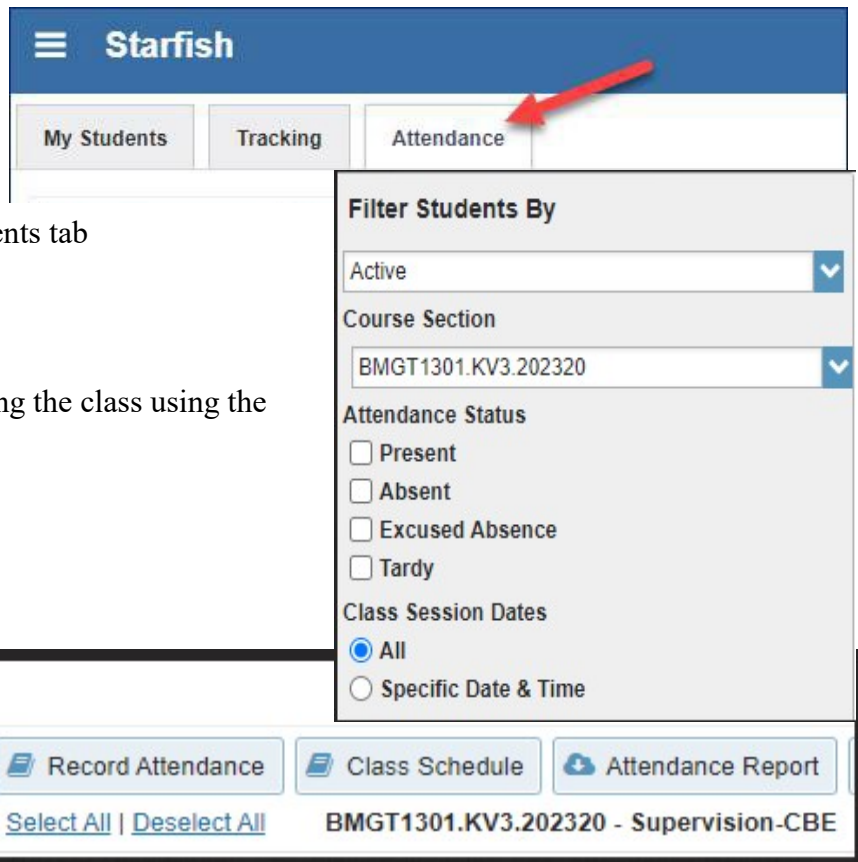 Starfish
My Students Tracking Attendance
Filter Students By
tab
Active
Course Section
BMGT1301.KV3.202320
the class using the
Attendance Status
Present
Absent
Excused Absence
Tardy
Class Session Dates
All
Specific Date & Time
Record Attendance Class Schedule Attendance Report
Select All | Deselect All BMGT1301.KV3.202320 - Supervision-CBE